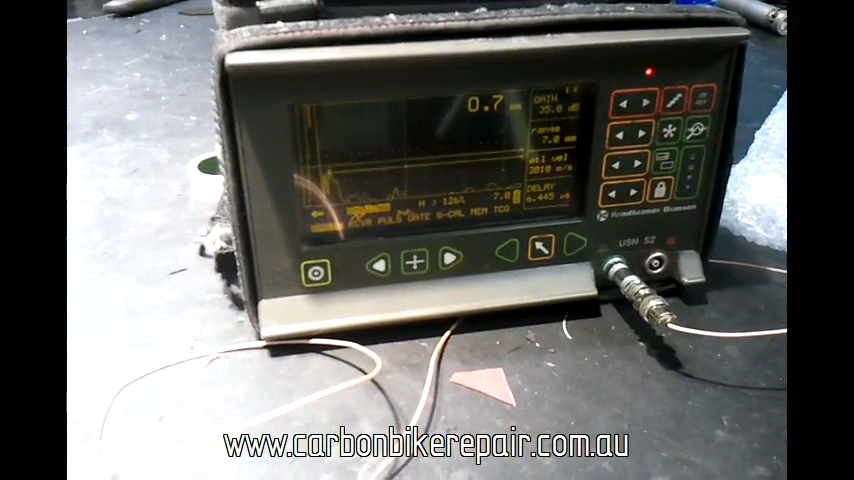 0.7 mm
GAIN
35.0 dB
range
7.0 mm
mtl vel
3010 m/s
DELAY
6.445 µs
7.0
PULS GATE G-CAL MEM TCG
COPY
Krautkramer Branson
USN 52
www.carbonbikerepair.com.au